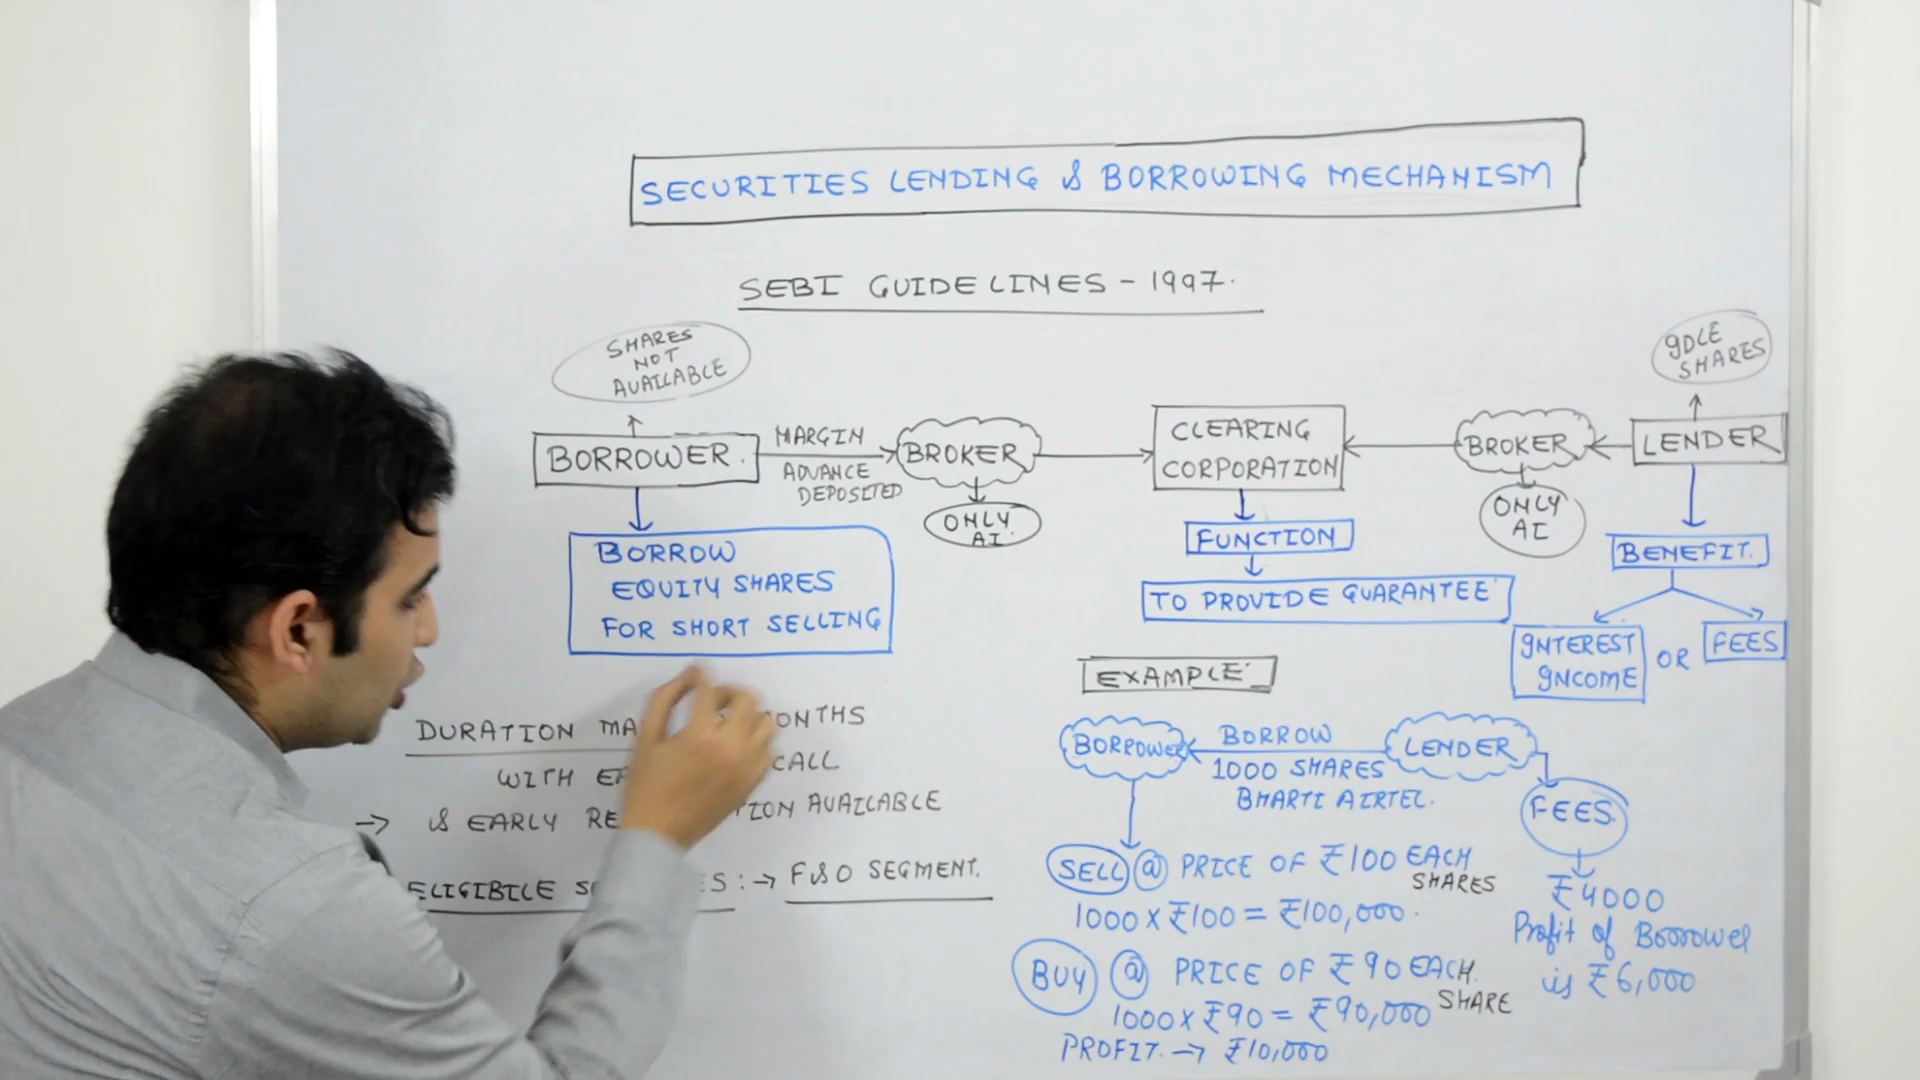 SECURITIES LENDING & BORROWING MECHANISM
SEBI GUIDELINES - 1997.
SHARES
NOT
AVAILABLE
BORROWER.
MARGIN
ADVANCE
DEPOSITED
BROKER
ONLY
AI.
BORROW
EQUITY SHARES
FOR SHORT SELLING
CLEARING
CORPORATION
FUNCTION
TO PROVIDE GUARANTEE
IDLE
SHARES
LENDER
BROKER
ONLY
AI
BENEFIT.
INTEREST
INCOME
OR
FEES
DURATION
WITH
CALL
→ & EARLY
AVAILABLE
ELIGIBILE
:→ F&O SEGMENT.
EXAMPLE:
BORROWER
BORROW
1000 SHARES
BHARTI AIRTEL.
LENDER
FEES
₹4000
Profit of Borrower
is ₹6,000
SELL @ PRICE OF ₹100 EACH
SHARES
1000 X ₹100 = ₹100,000.
BUY @ PRICE OF ₹90 EACH.
SHARE
1000 X ₹90 = ₹90,000
PROFIT. → ₹10,000